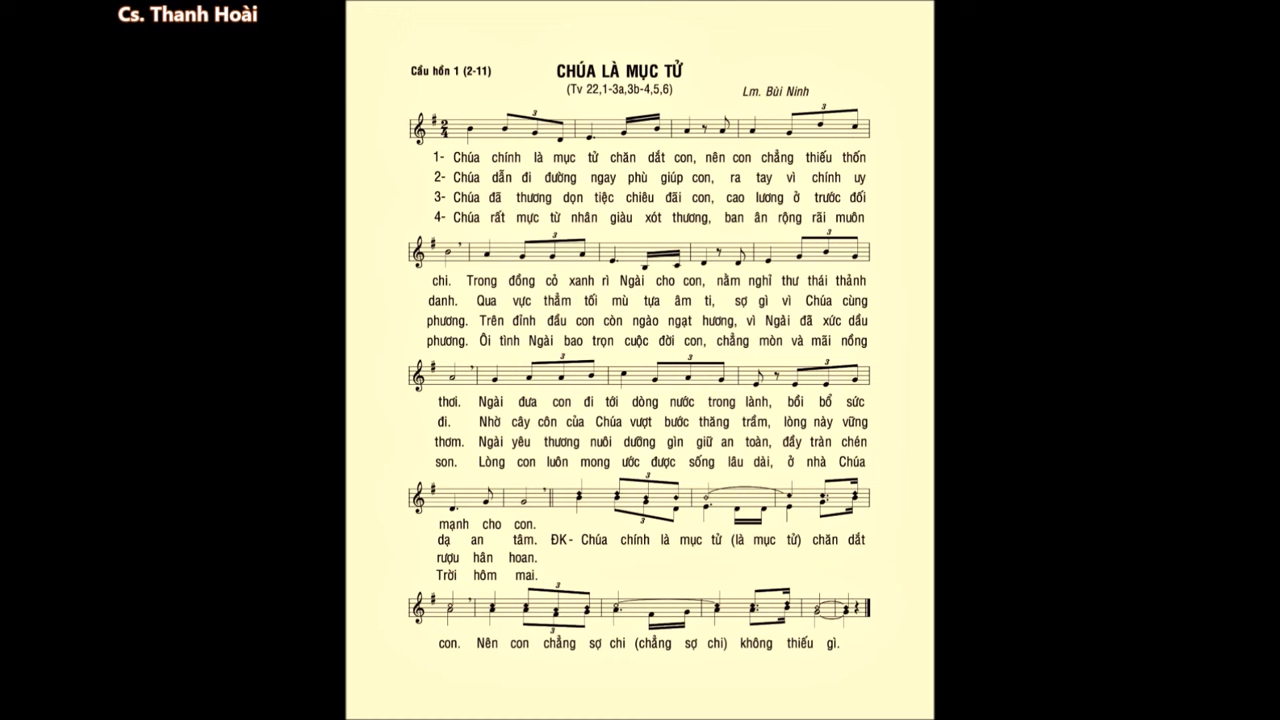 Cs. Thanh Hoài
Cầu hồn 1 (2-11)
CHÚA LÀ MỤC TỬ
(Tv 22,1-3a,3b-4,5,6)
Lm. Bùi Ninh
1- Chúa chính là mục tử chăn dắt con, nên con chẳng thiếu thốn
2- Chúa dẫn đi đường ngay phù giúp con, ra tay vì chính uy
3- Chúa đã thương dọn tiệc chiêu đãi con, cao lương ở trước đối
4- Chúa rất mực từ nhân giàu xót thương, ban ân rộng rãi muôn
chi. Trong đồng cỏ xanh rì Ngài cho con, nằm nghỉ thư thái thảnh
danh. Qua vực thẳm tối mù tựa âm ti, sợ gì vì Chúa cùng
phương. Trên đỉnh đầu con còn ngào ngạt hương, vì Ngài đã xức dầu
phương. Ôi tình Ngài bao trọn cuộc đời con, chẳng mòn và mãi nồng
thơi. Ngài đưa con đi tới dòng nước trong lành, bồi bổ sức
đi. Nhờ cây côn của Chúa vượt bước thăng trầm, lòng này vững
thơm. Ngài yêu thương nuôi dưỡng gìn giữ an toàn, đầy tràn chén
son. Lòng con luôn mong ước được sống lâu dài, ở nhà Chúa
mạnh cho con.
dạ an tâm. ĐK- Chúa chính là mục tử (là mục tử) chăn dắt
rượu hân hoan.
Trời hôm mai.
con. Nên con chẳng sợ chi (chẳng sợ chi) không thiếu gì.